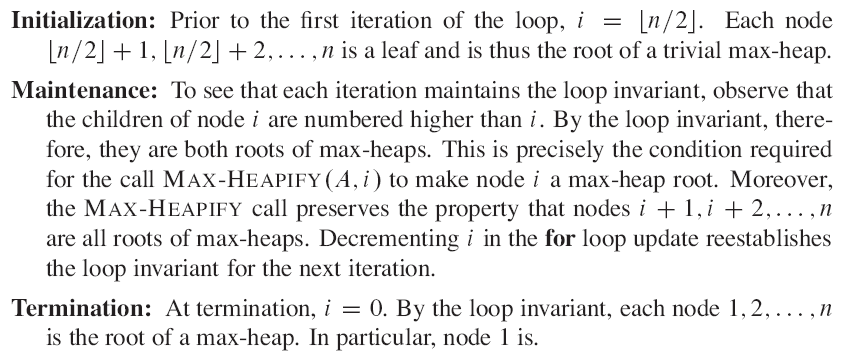 Initialization: Prior to the first iteration of the loop, i = ⌊n/2⌋. Each node
⌊n/2⌋ + 1, ⌊n/2⌋ + 2, . . . , n is a leaf and is thus the root of a trivial max-heap.
Maintenance: To see that each iteration maintains the loop invariant, observe that
the children of node i are numbered higher than i. By the loop invariant, there-
fore, they are both roots of max-heaps. This is precisely the condition required
for the call MAX-HEAPIFY(A, i) to make node i a max-heap root. Moreover,
the MAX-HEAPIFY call preserves the property that nodes i + 1, i + 2, . . . , n
are all roots of max-heaps. Decrementing i in the for loop update reestablishes
the loop invariant for the next iteration.
Termination: At termination, i = 0. By the loop invariant, each node 1, 2, . . . , n
is the root of a max-heap. In particular, node 1 is.